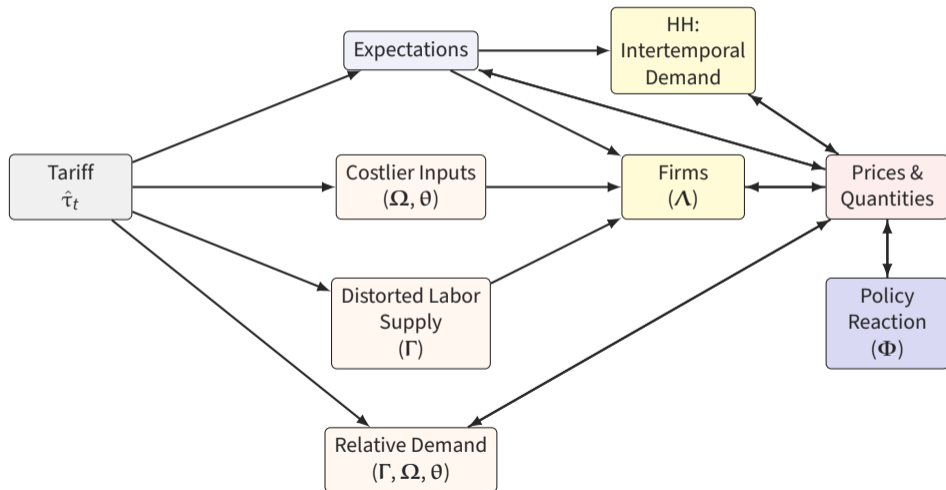 Expectations
HH:
Intertemporal
Demand
Tariff
τ̂ₜ
Costlier Inputs
(Ω, θ)
Firms
(Λ)
Prices &
Quantities
Distorted Labor
Supply
(Γ)
Policy
Reaction
(Φ)
Relative Demand
(Γ, Ω, θ)